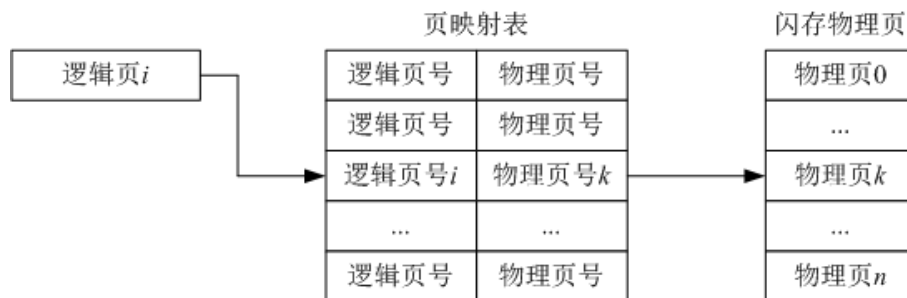 页映射表
闪存物理页
逻辑页i
逻辑页号 物理页号
物理页0
逻辑页号 物理页号
...
逻辑页号i 物理页号k
物理页k
... ...
...
逻辑页号 物理页号
物理页n